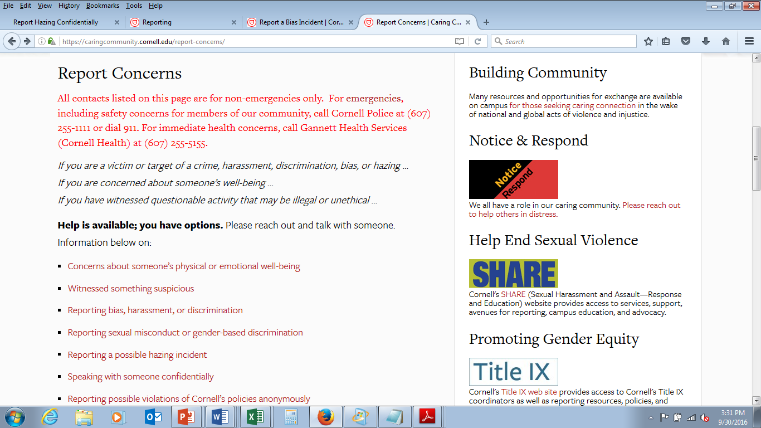 File Edit View History Bookmarks Tools Help
Report Hazing Confidentially
Reporting
Report a Bias Incident | Cor...
Report Concerns | Caring C...
https://caringcommunity.cornell.edu/report-concerns/
Search
Report Concerns
All contacts listed on this page are for non-emergencies only. For emergencies,
including safety concerns for members of our community, call Cornell Police at (607)
255-1111 or dial 911. For immediate health concerns, call Gannett Health Services
(Cornell Health) at (607) 255-5155.
If you are a victim or target of a crime, harassment, discrimination, bias, or hazing ...
If you are concerned about someone's well-being ...
If you have witnessed questionable activity that may be illegal or unethical ...
Help is available; you have options. Please reach out and talk with someone.
Information below on:
Concerns about someone's physical or emotional well-being
Witnessed something suspicious
Reporting bias, harassment, or discrimination
Reporting sexual misconduct or gender-based discrimination
Reporting a possible hazing incident
Speaking with someone confidentially
Reporting possible violations of Cornell's policies anonymously
Building Community
Many resources and opportunities for exchange are available
on campus for those seeking caring connection in the wake
of national and global acts of violence and injustice.
Notice & Respond
Notice
Respond
We all have a role in our caring community. Please reach out
to help others in distress.
Help End Sexual Violence
SHARE
Cornell's SHARE (Sexual Harassment and Assault—Response
and Education) website provides access to services, support,
avenues for reporting, campus education, and advocacy.
Promoting Gender Equity
Title IX
Cornell's Title IX web site provides access to Cornell's Title IX
coordinators as well as reporting resources, policies, and
3:31 PM
9/30/2016